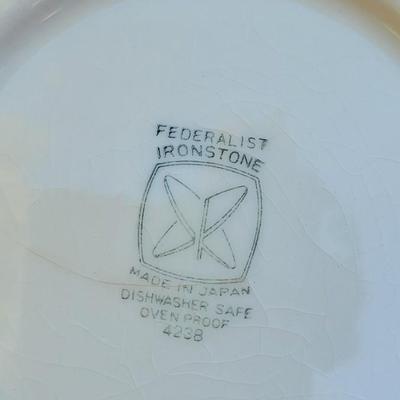 FEDERALIST
IRONSTONE
MADE IN JAPAN
DISHWASHER SAFE
OVEN PROOF
4238